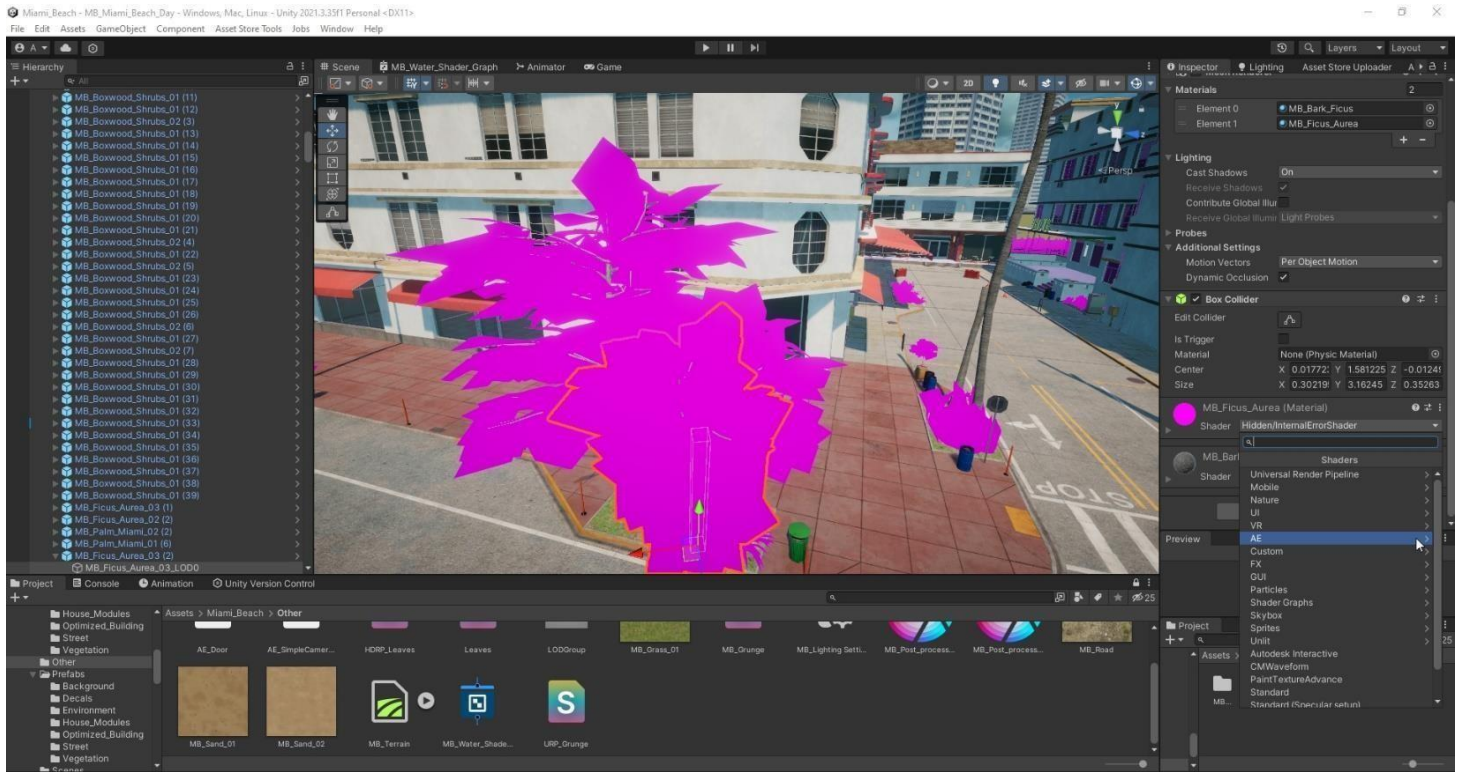 Miami_Beach - MB_Miami_Beach_Day - Windows, Mac, Linux - Unity 2021.3.35f1 Personal <DX11>
File Edit Assets GameObject Component Asset Store Tools Jobs Window Help
A
Layers Layout
Hierarchy
All
MB_Boxwood_Shrubs_01 (11)
MB_Boxwood_Shrubs_01 (12)
MB_Boxwood_Shrubs_02 (3)
MB_Boxwood_Shrubs_01 (13)
MB_Boxwood_Shrubs_01 (14)
MB_Boxwood_Shrubs_01 (15)
MB_Boxwood_Shrubs_01 (16)
MB_Boxwood_Shrubs_01 (17)
MB_Boxwood_Shrubs_01 (18)
MB_Boxwood_Shrubs_01 (19)
MB_Boxwood_Shrubs_01 (20)
MB_Boxwood_Shrubs_01 (21)
MB_Boxwood_Shrubs_02 (4)
MB_Boxwood_Shrubs_01 (22)
MB_Boxwood_Shrubs_02 (5)
MB_Boxwood_Shrubs_01 (23)
MB_Boxwood_Shrubs_01 (24)
MB_Boxwood_Shrubs_01 (25)
MB_Boxwood_Shrubs_01 (26)
MB_Boxwood_Shrubs_02 (6)
MB_Boxwood_Shrubs_01 (27)
MB_Boxwood_Shrubs_02 (7)
MB_Boxwood_Shrubs_01 (28)
MB_Boxwood_Shrubs_01 (29)
MB_Boxwood_Shrubs_01 (30)
MB_Boxwood_Shrubs_01 (31)
MB_Boxwood_Shrubs_01 (32)
MB_Boxwood_Shrubs_01 (33)
MB_Boxwood_Shrubs_01 (34)
MB_Boxwood_Shrubs_01 (35)
MB_Boxwood_Shrubs_01 (36)
MB_Boxwood_Shrubs_01 (37)
MB_Boxwood_Shrubs_01 (38)
MB_Boxwood_Shrubs_01 (39)
MB_Ficus_Aurea_03 (1)
MB_Ficus_Aurea_02 (2)
MB_Palm_Miami_02 (2)
MB_Palm_Miami_01 (6)
MB_Ficus_Aurea_03 (2)
MB_Ficus_Aurea_03_LOD0
Scene MB_Water_Shader_Graph Animator Game
2D
y
z
Persp
STOP
Inspector Lighting Asset Store Uploader A
Materials 2
Element 0 MB_Bark_Ficus
Element 1 MB_Ficus_Aurea
+ -
Lighting
Cast Shadows On
Receive Shadows
Contribute Global Illur
Receive Global Illumin Light Probes
Probes
Additional Settings
Motion Vectors Per Object Motion
Dynamic Occlusion
Box Collider
Edit Collider
Is Trigger
Material None (Physic Material)
Center X 0.01772 Y 1.581225 Z -0.01249
Size X 0.30219 Y 3.16245 Z 0.35263
MB_Ficus_Aurea (Material)
Shader Hidden/InternalErrorShader
MB_Bar
Shader
Shaders
Universal Render Pipeline
Mobile
Nature
UI
VR
AE
Custom
FX
GUI
Particles
Shader Graphs
Skybox
Sprites
Unlit
Autodesk Interactive
CMWaveform
PaintTextureAdvance
Standard
Standard (Specular setup)
Preview
Project
25
Assets
MB...
Project Console Animation Unity Version Control
25
House_Modules
Optimized_Building
Street
Vegetation
Other
Prefabs
Background
Decals
Environment
House_Modules
Optimized_Building
Street
Vegetation
Scenes
Assets > Miami_Beach > Other
AE_Door AE_SimpleCamer... HDRP_Leaves Leaves LODGroup MB_Grass_01 MB_Grunge MB_Lighting Setti... MB_Post_process... MB_Post_process... MB_Road
S
MB_Sand_01 MB_Sand_02 MB_Terrain MB_Water_Shade... URP_Grunge